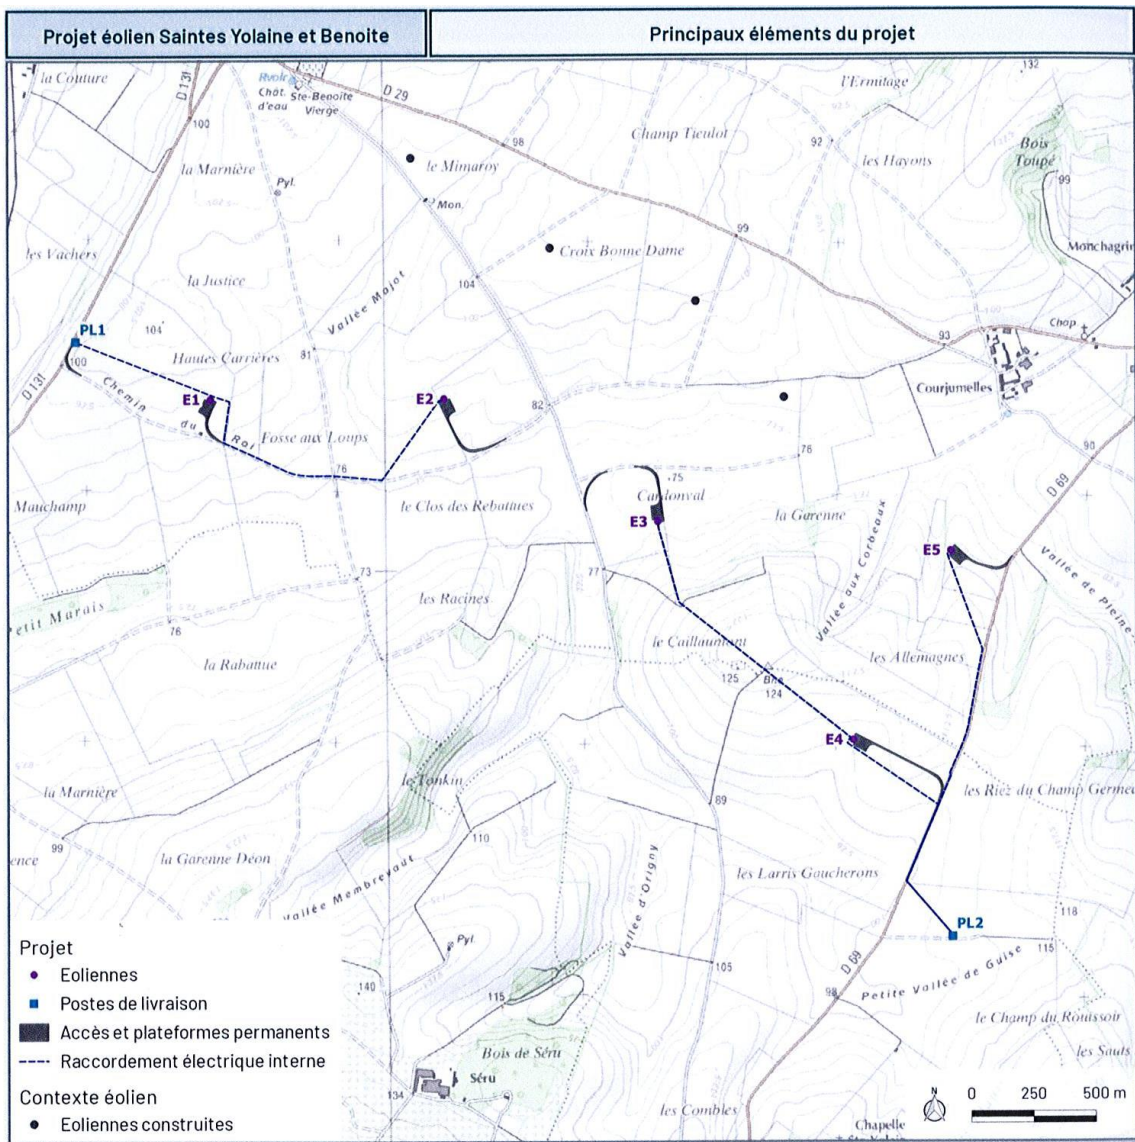 Projet éolien Saintes Yolaine et Benoite
Principaux éléments du projet
la Couture
D 131
Rvoir
Chât.
d'eau
Ste-Benoite
Vierge
D 29
l'Ermitage
132
100
98
le Mimaroy
Champ Tieulot
92
les Hayons
Bois
Toupé
99
la Marnière
Pyl.
Mon.
les Vachers
Croix Bonne Dame
99
Monchagrin
la Justice
104
Vallée Majot
PL1
104
Hautes Carrières
81
93
Chap.
100
D 131
Chemin
du
Roi
E1
E2
82
Courjumelles
Fosse aux Loups
76
90
76
75
Mauchamp
le Clos des Rebattues
Cardonval
la Garenne
D 69
E3
E5
Vallée aux Corbeaux
Vallée de Pleine
73
77
Petit Marais
76
les Racines
le Caillaumont
la Rabattue
les Allemagnes
125
124
E4
la Marnière
le Tonkin
89
les Riez du Champ Germe
99
110
ence
la Garenne Déon
les Larris Gaucherons
Vallée Membrevaut
Vallée d'Origny
118
PL2
115
Projet
Eoliennes
Postes de livraison
Accès et plateformes permanents
Raccordement électrique interne
Contexte éolien
Eoliennes construites
Pyl.
140
105
D 69
98
Petite Vallée de Guise
115
le Champ du Rouissoir
Bois de Séru
les Sauts
Séru
134
les Combles
N
0 250 500 m
Chapelle